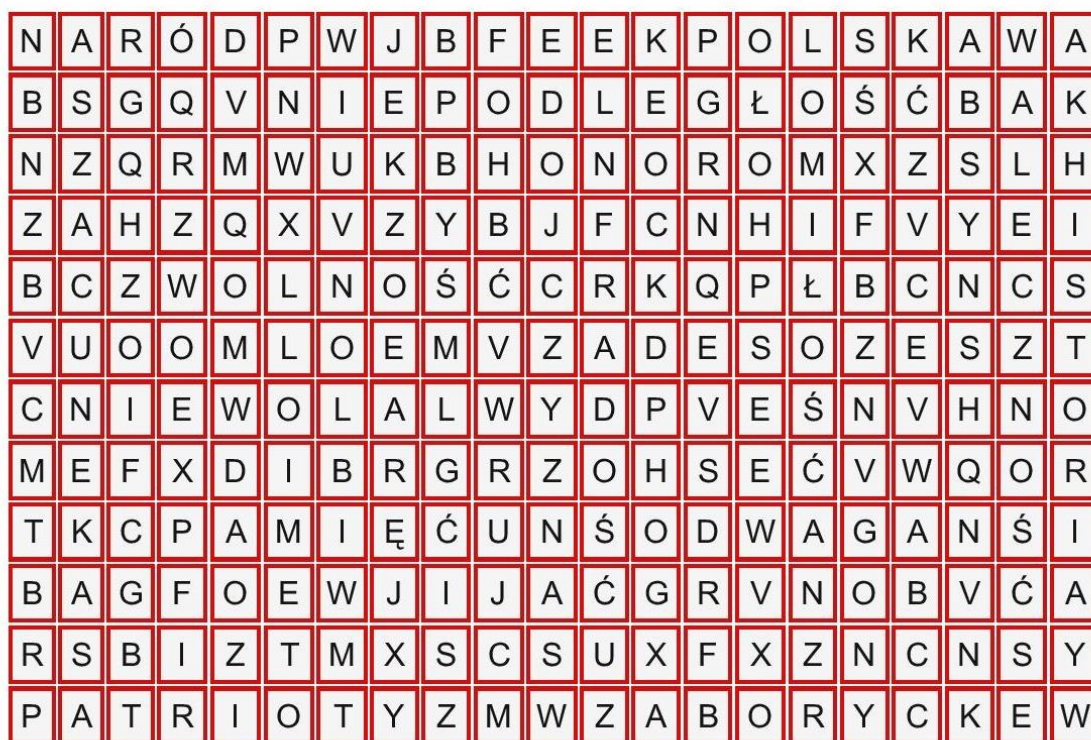 N A R Ó D P W J B F E E K P O L S K A W A
B S G Q V N I E P O D L E G Ł O Ś Ć B A K
N Z Q R M W U K B H O N O R O M X Z S L H
Z A H Z Q X V Z Y B J F C N H I F V Y E I
B C Z W O L N O Ś Ć C R K Q P Ł B C N C S
V U O O M L O E M V Z A D E S O Z E S Z T
C N I E W O L A L W Y D P V E Ś N V H N O
M E F X D I B R G R Z O H S E Ć V W Q O R
T K C P A M I Ę Ć U N Ś O D W A G A N Ś I
B A G F O E W J I J A Ć G R V N O B V Ć A
R S B I Z T M X S C S U X F X Z N C N S Y
P A T R I O T Y Z M W Z A B O R Y C K E W